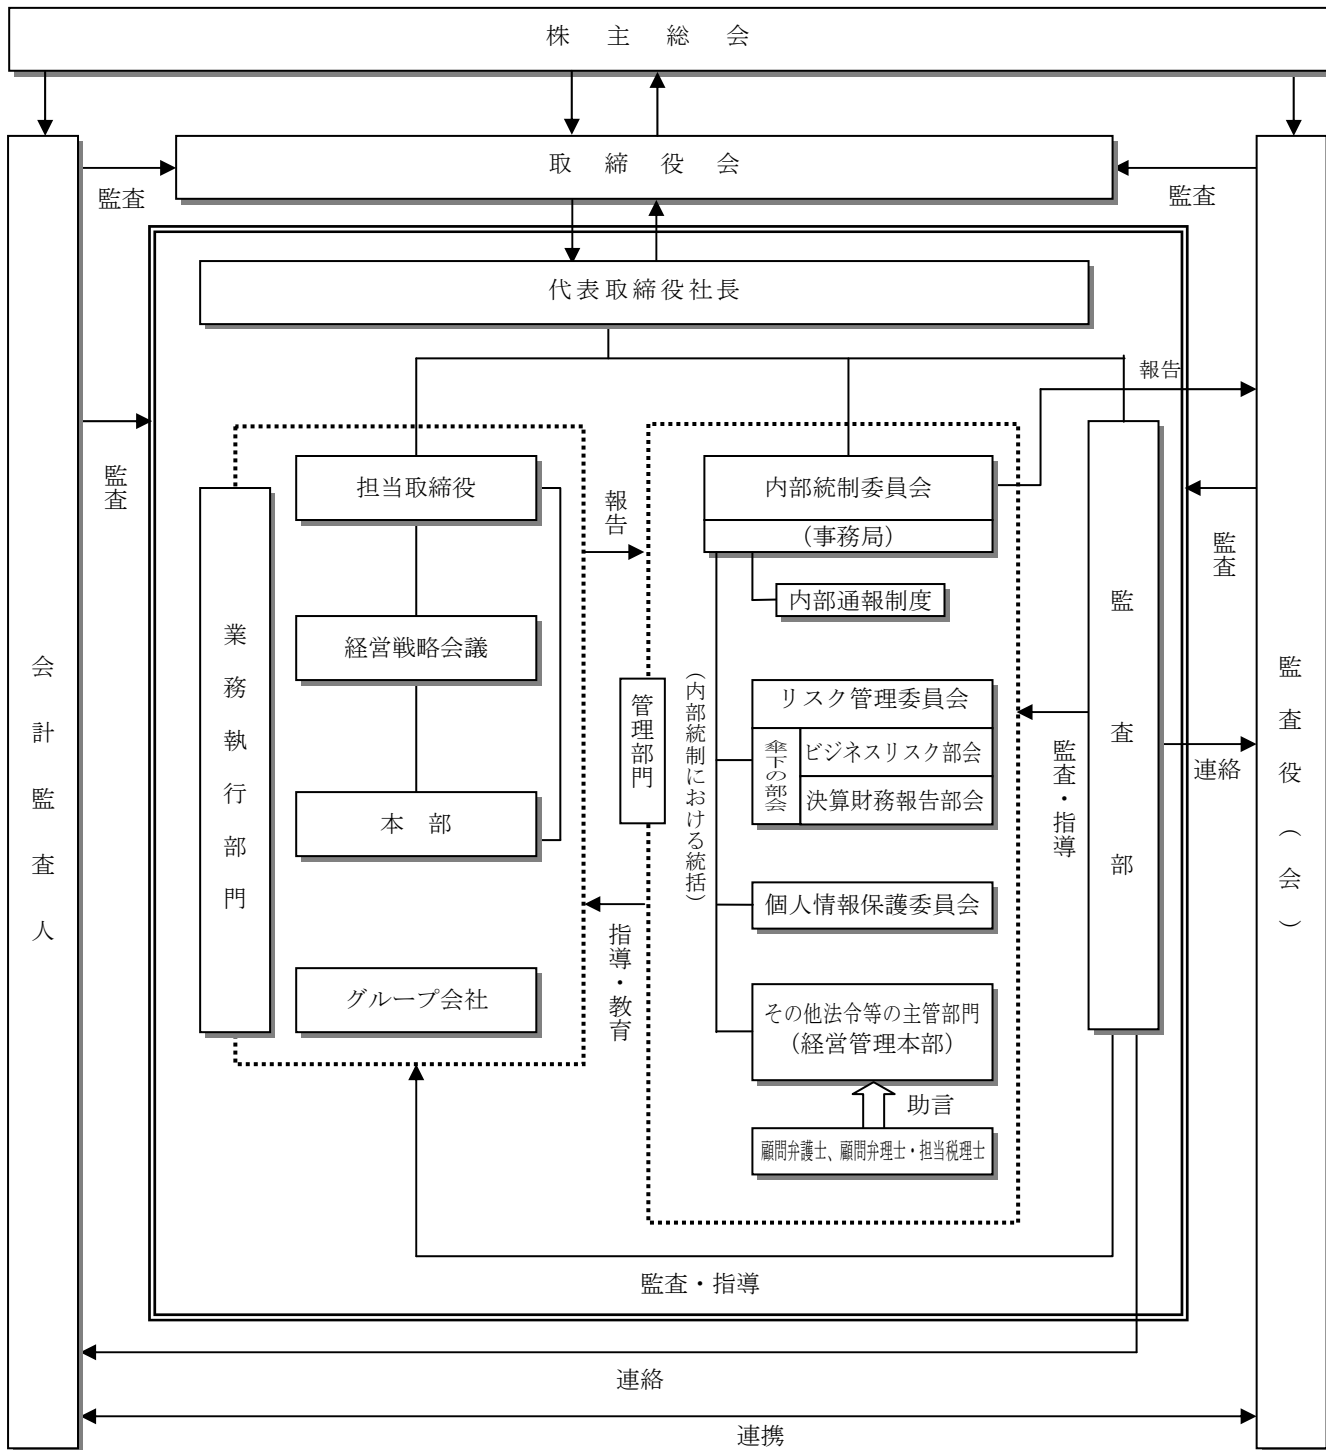 株主総会
取締役会
監査
監査
代表取締役社長
報告
監査
担当取締役
報告
内部統制委員会
（事務局）
監査
内部通報制度
業務執行部門
経営戦略会議
管理部門
（内部統制における統括）
リスク管理委員会
傘下の部会
ビジネスリスク部会
決算財務報告部会
監査・指導
監査部
連絡
会計監査人
監査役（会）
本 部
個人情報保護委員会
指導・教育
グループ会社
その他法令等の主管部門
（経営管理本部）
助言
顧問弁護士、顧問弁理士・担当税理士
監査・指導
連絡
連携